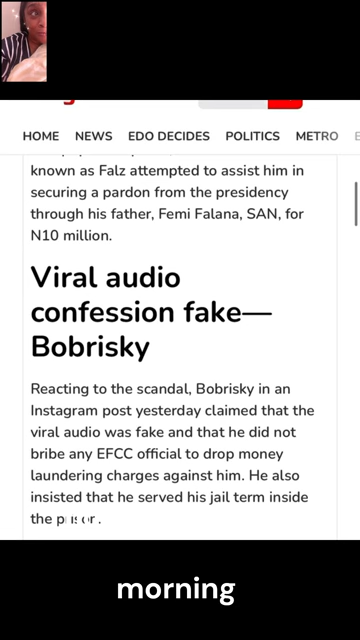 HOME NEWS EDO DECIDES POLITICS METRO
known as Falz attempted to assist him in
securing a pardon from the presidency
through his father, Femi Falana, SAN, for
N10 million.
Viral audio
confession fake—
Bobrisky
Reacting to the scandal, Bobrisky in an
Instagram post yesterday claimed that the
viral audio was fake and that he did not
bribe any EFCC official to drop money
laundering charges against him. He also
insisted that he served his jail term inside
the
morning